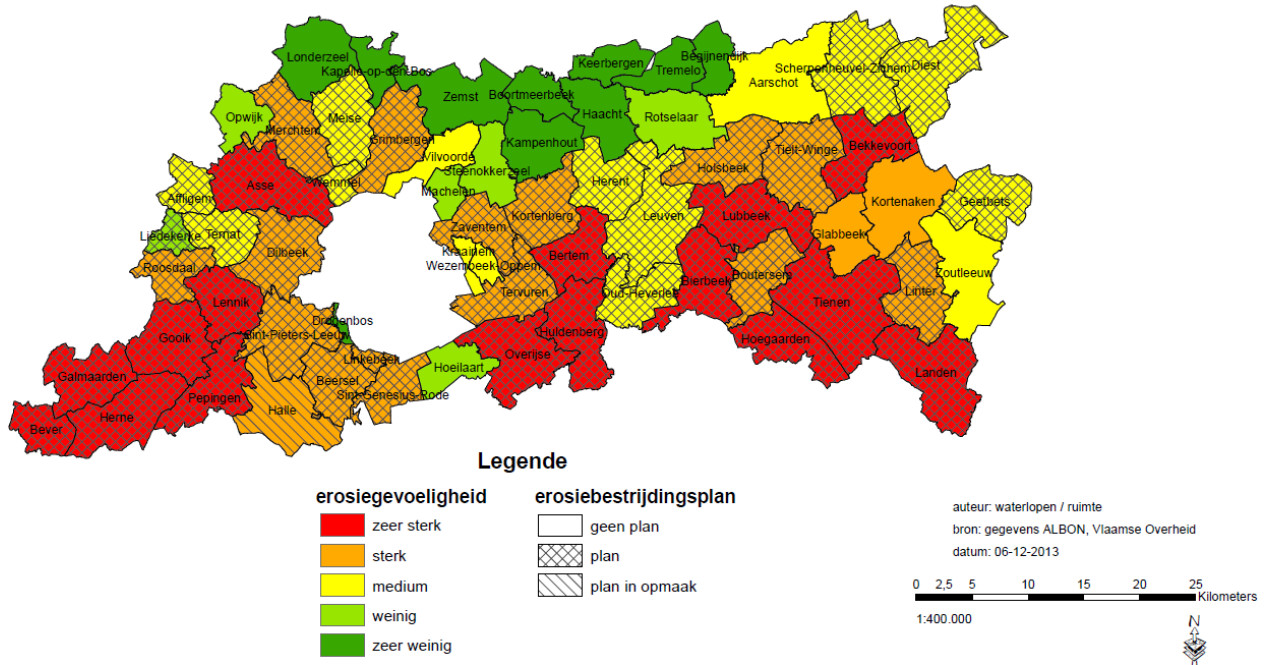 Londerzeel
Kapelle-op-den-Bos
Zemst
Boortmeerbeek
Keerbergen
Tremelo
Begijnendijk
Aarschot
Scherpenheuvel-Zichem
Diest
Opwijk
Merchtem
Meise
Grimbergen
Vilvoorde
Steenokkerzeel
Kampenhout
Haacht
Rotselaar
Holsbeek
Tielt-Winge
Bekkevoort
Asse
Wemmel
Affligem
Machelen
Herent
Kortenaken
Geetbets
Liedekerke
Ternat
Dilbeek
Zaventem
Kortenberg
Leuven
Lubbeek
Glabbeek
Roosdaal
Kraainem
Wezembeek-Oppem
Bertem
Zoutleeuw
Lennik
Tervuren
Oud-Heverlee
Bierbeek
Boutersem
Tienen
Linter
Drogenbos
Sint-Pieters-Leeuw
Gooik
Huldenberg
Hoegaarden
Linkebeek
Overijse
Hoeilaart
Landen
Galmaarden
Beersel
Sint-Genesius-Rode
Pepingen
Halle
Herne
Bever
Legende
erosiegevoeligheid
zeer sterk
sterk
medium
weinig
zeer weinig
erosiebestrijdingsplan
geen plan
plan
plan in opmaak
auteur: waterlopen / ruimte
bron: gegevens ALBON, Vlaamse Overheid
datum: 06-12-2013
0 2,5 5 10 15 20 25
Kilometers
1:400.000
N